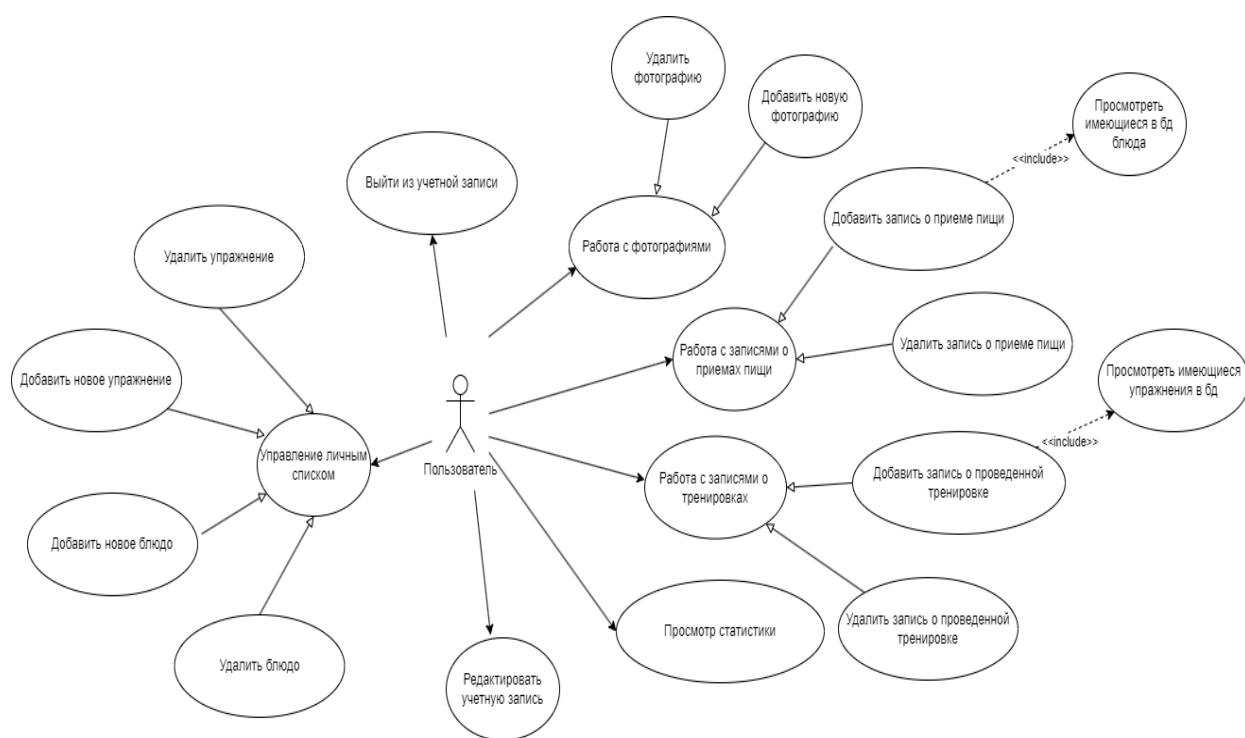 Удалить
фотографию
Добавить новую
фотографию
Просмотреть
имеющиеся в бд
блюда
<<include>>
Выйти из учетной записи
Добавить запись о приеме пищи
Работа с фотографиями
Удалить упражнение
Работа с записями о
приемах пищи
Удалить запись о приеме пищи
Просмотреть имеющиеся
упражнения в бд
Добавить новое упражнение
<<include>>
Управление личным
списком
Пользователь
Работа с записями о
тренировках
Добавить запись о проведенной
тренировке
Добавить новое блюдо
Удалить запись о проведенной
тренировке
Просмотр статистики
Удалить блюдо
Редактировать
учетную запись